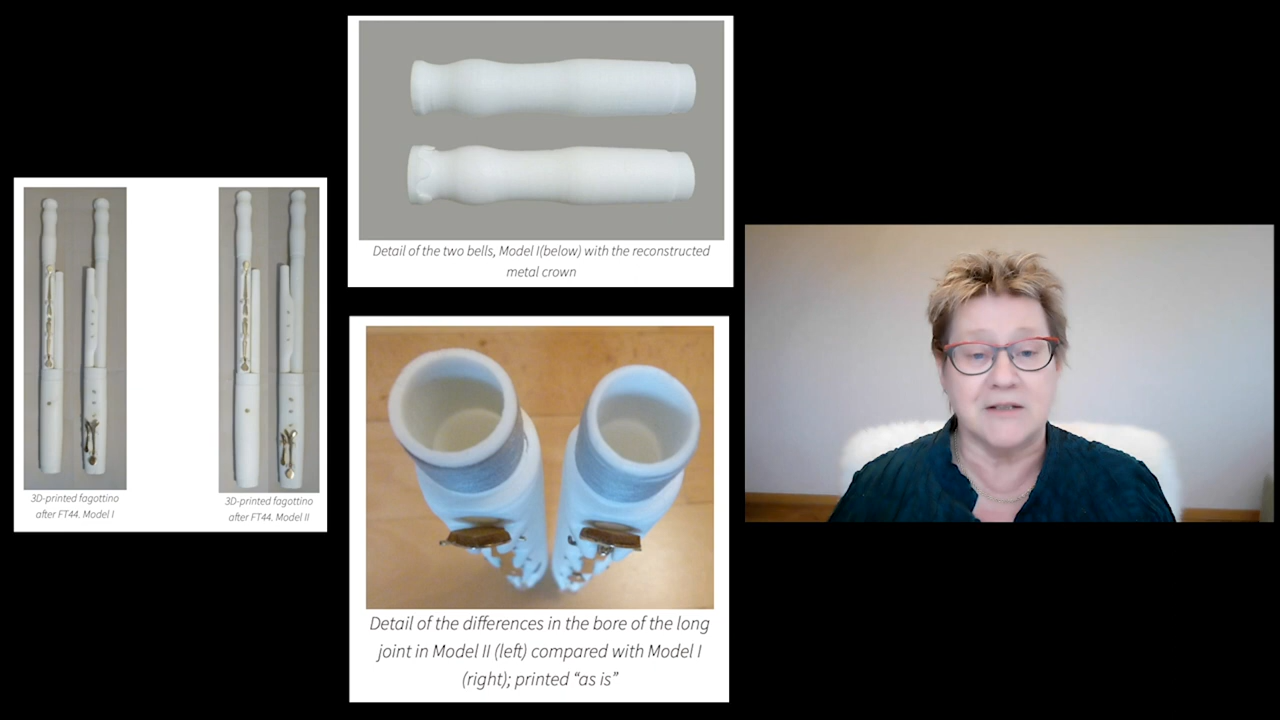 3D-printed fagottino
after FT44. Model I
3D-printed fagottino
after FT44. Model II
Detail of the two bells, Model I(below) with the reconstructed
metal crown
Detail of the differences in the bore of the long
joint in Model II (left) compared with Model I
(right); printed “as is”